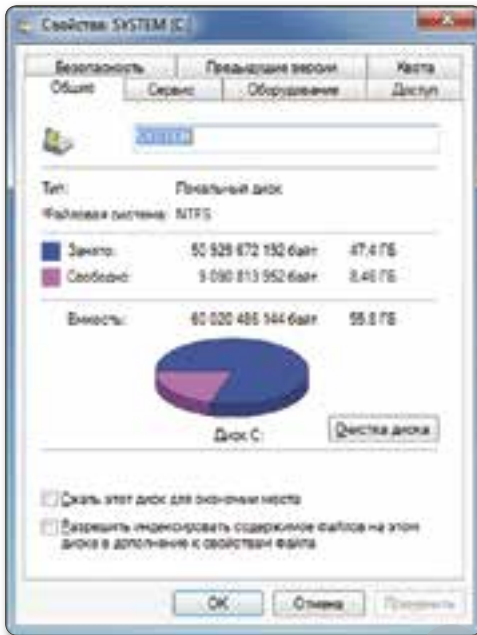 Свойства: SYSTEM (C:)
Безопасность Предыдущие версии Квота
Общие Сервис Оборудование Доступ
SYSTEM
Тип: Локальный диск
Файловая система: NTFS
Занято: 50 929 672 192 байт 47,4 ГБ
Свободно: 9 090 813 952 байт 8,46 ГБ
Емкость: 60 020 486 144 байт 55,8 ГБ
Диск C:
Очистка диска
Сжать этот диск для экономии места
Разрешить индексировать содержимое файлов на этом
диске в дополнение к свойствам файла
OK Отмена Применить